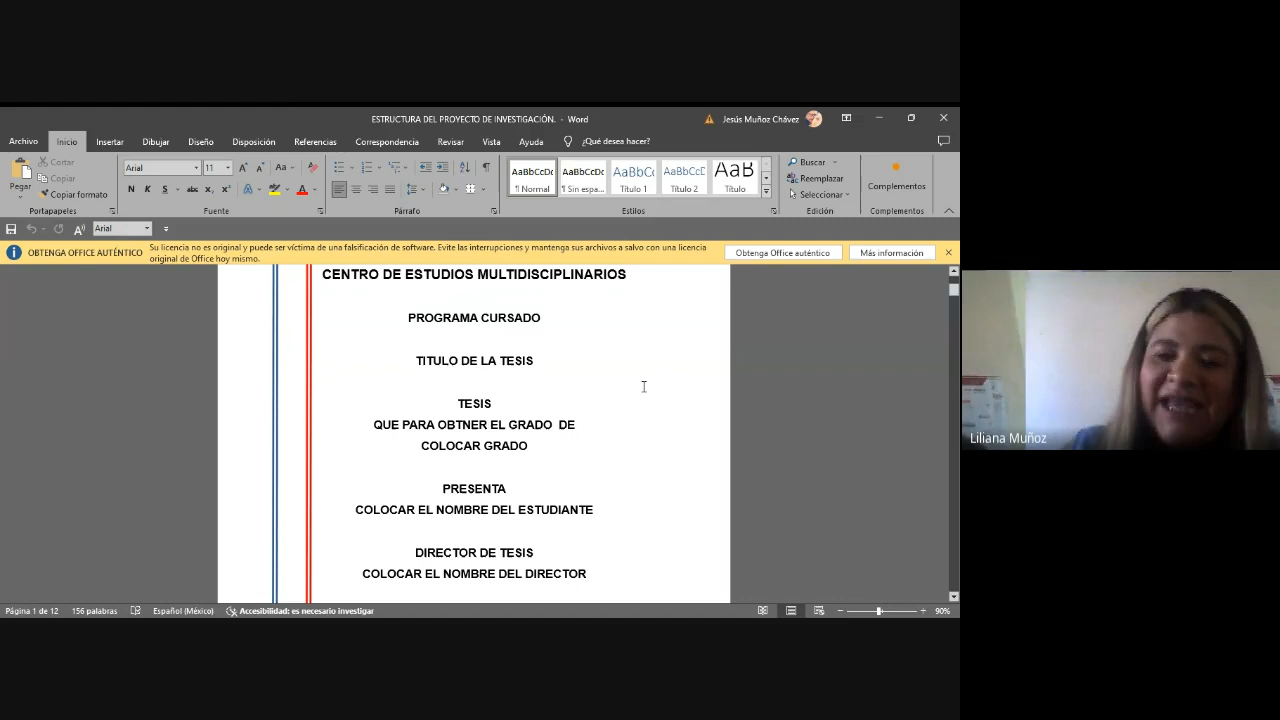 ESTRUCTURA DEL PROYECTO DE INVESTIGACIÓN. - Word
Jesús Muñoz Chávez
Archivo Inicio Insertar Dibujar Diseño Disposición Referencias Correspondencia Revisar Vista Ayuda ¿Qué desea hacer?
Pegar
Cortar
Copiar
Copiar formato
Portapapeles
Arial 11
Aa
N K S abc x₂ x²
Fuente
Párrafo
AaBbCcDc AaBbCcDc AaBbCc AaBbCcD AaB
¶ Normal ¶ Sin espa... Título 1 Título 2 Título
Estilos
Buscar
Reemplazar
Seleccionar
Edición
Complementos
Complementos
Arial
OBTENGA OFFICE AUTÉNTICO
Su licencia no es original y puede ser víctima de una falsificación de software. Evite las interrupciones y mantenga sus archivos a salvo con una licencia
original de Office hoy mismo.
Obtenga Office auténtico
Más información
CENTRO DE ESTUDIOS MULTIDISCIPLINARIOS
PROGRAMA CURSADO
TITULO DE LA TESIS
TESIS
QUE PARA OBTNER EL GRADO DE
COLOCAR GRADO
PRESENTA
COLOCAR EL NOMBRE DEL ESTUDIANTE
DIRECTOR DE TESIS
COLOCAR EL NOMBRE DEL DIRECTOR
Página 1 de 12 156 palabras Español (México) Accesibilidad: es necesario investigar
90%
Liliana Muñoz